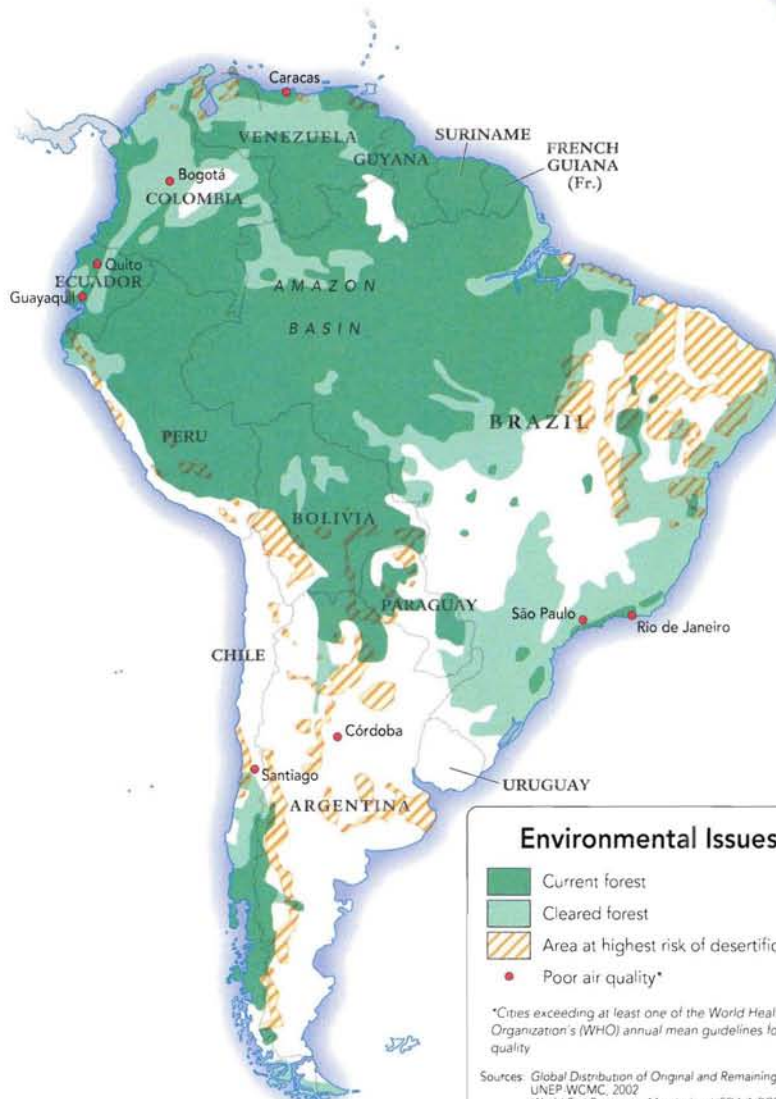 Caracas
VENEZUELA
GUYANA
SURINAME
FRENCH
GUIANA
(Fr.)
Bogotá
COLOMBIA
Quito
ECUADOR
Guayaquil
AMAZON
BASIN
PERU
BRAZIL
BOLIVIA
PARAGUAY
São Paulo
Rio de Janeiro
CHILE
Córdoba
Santiago
ARGENTINA
URUGUAY
Environmental Issues
Current forest
Cleared forest
Area at highest risk of desertific
Poor air quality*
*Cities exceeding at least one of the World Heal
Organization's (WHO) annual mean guidelines fo
quality
Sources: Global Distribution of Original and Remaining
UNEP-WCMC, 2002